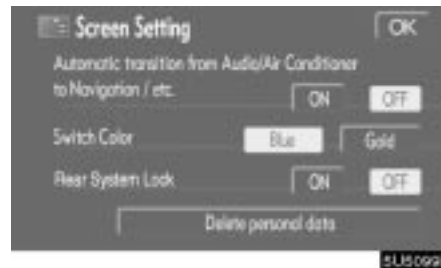 Screen Setting OK
Automatic transition from Audio/Air Conditioner
to Navigation / etc. ON OFF
Switch Color Blue Gold
Rear System Lock ON OFF
Delete personal data
5U5099